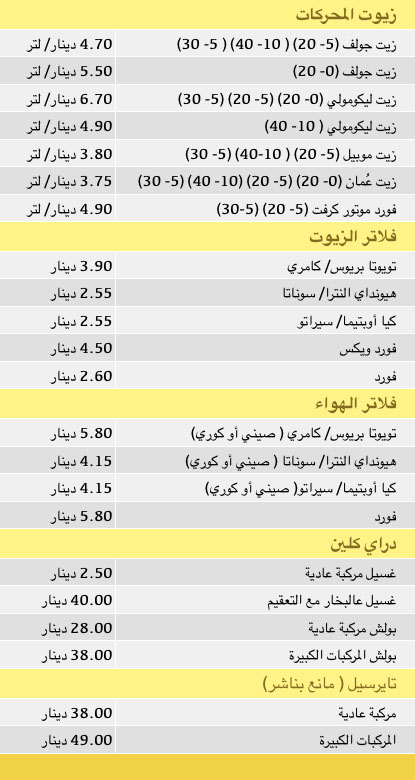 زيوت المحركات
زيت جولف (5- 20) ( 10- 40) ( 5- 30) 4.70 دينار/ لتر
زيت جولف (0- 20) 5.50 دينار/ لتر
زيت ليكومولي (0- 20) (5- 20) (5- 30) 6.70 دينار/ لتر
زيت ليكومولي ( 10- 40) 4.90 دينار/ لتر
زيت موبيل (5- 20) ( 10-40) (5- 30) 3.80 دينار/ لتر
زيت عُمان (0- 20) (5- 20) (10- 40) (5- 30) 3.75 دينار/ لتر
فورد موتور كرفت (5- 20) (5-30) 4.90 دينار/ لتر
فلاتر الزيوت
تويوتا بريوس/ كامري 3.90 دينار
هيونداي النترا/ سوناتا 2.55 دينار
كيا أوبتيما/ سيراتو 2.55 دينار
فورد ويكس 4.50 دينار
فورد 2.60 دينار
فلاتر الهواء
تويوتا بريوس/ كامري ( صيني أو كوري) 5.80 دينار
هيونداي النترا/ سوناتا ( صيني أو كوري) 4.15 دينار
كيا أوبتيما/ سيراتو( صيني أو كوري) 4.15 دينار
فورد 5.80 دينار
دراي كلين
غسيل مركبة عادية 2.50 دينار
غسيل عالبخار مع التعقيم 40.00 دينار
بولش مركبة عادية 28.00 دينار
بولش المركبات الكبيرة 38.00 دينار
تايرسيل ( مانع بناشر)
مركبة عادية 38.00 دينار
المركبات الكبيرة 49.00 دينار